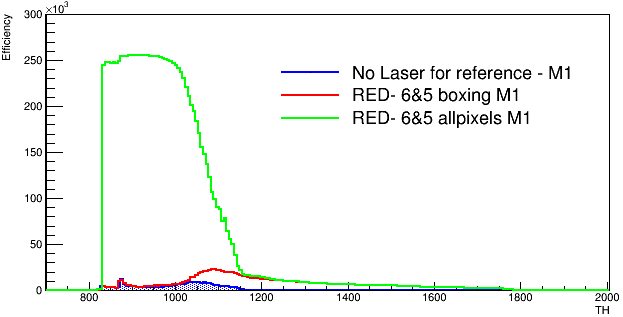 ×10³
300
250
200
150
100
50
0
Efficiency
No Laser for reference - M1
RED- 6&5 boxing M1
RED- 6&5 allpixels M1
800 1000 1200 1400 1600 1800 2000
TH